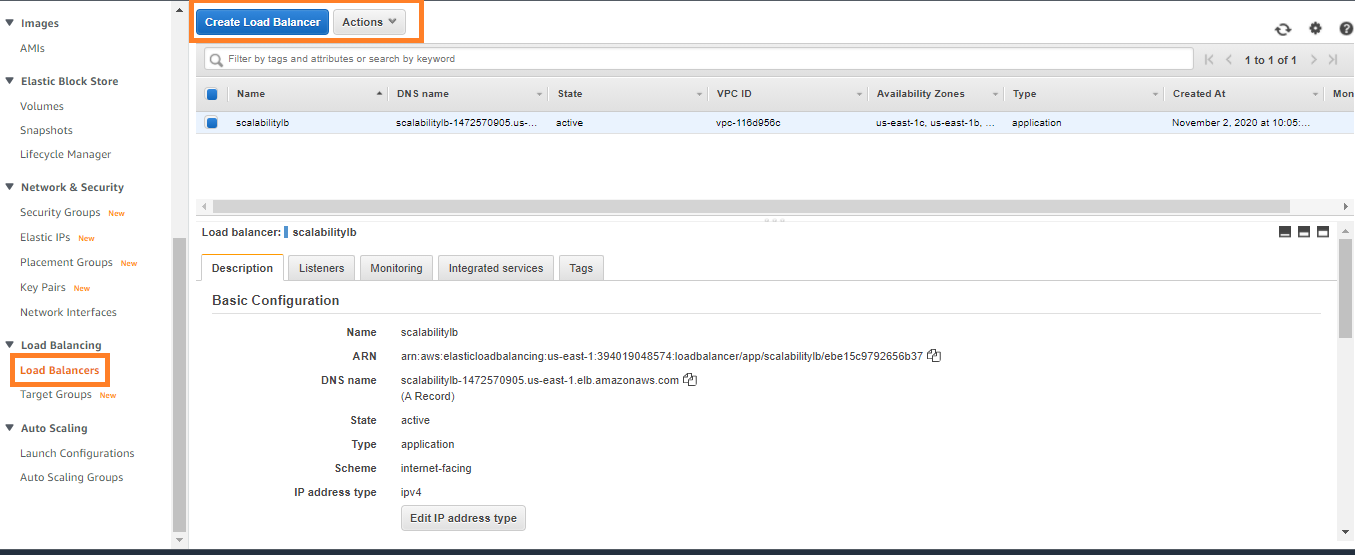 Images
AMIs
Elastic Block Store
Volumes
Snapshots
Lifecycle Manager
Network & Security
Security Groups New
Elastic IPs New
Placement Groups New
Key Pairs New
Network Interfaces
Load Balancing
Load Balancers
Target Groups New
Auto Scaling
Launch Configurations
Auto Scaling Groups
Create Load Balancer Actions
Filter by tags and attributes or search by keyword 1 to 1 of 1
Name DNS name State VPC ID Availability Zones Type Created At Mon
scalabilitylb scalabilitylb-1472570905.us-... active vpc-116d956c us-east-1c, us-east-1b, ... application November 2, 2020 at 10:05:...
Load balancer: scalabilitylb
Description Listeners Monitoring Integrated services Tags
Basic Configuration
Name scalabilitylb
ARN arn:aws:elasticloadbalancing:us-east-1:394019048574:loadbalancer/app/scalabilitylb/ebe15c9792656b37
DNS name scalabilitylb-1472570905.us-east-1.elb.amazonaws.com
(A Record)
State active
Type application
Scheme internet-facing
IP address type ipv4
Edit IP address type